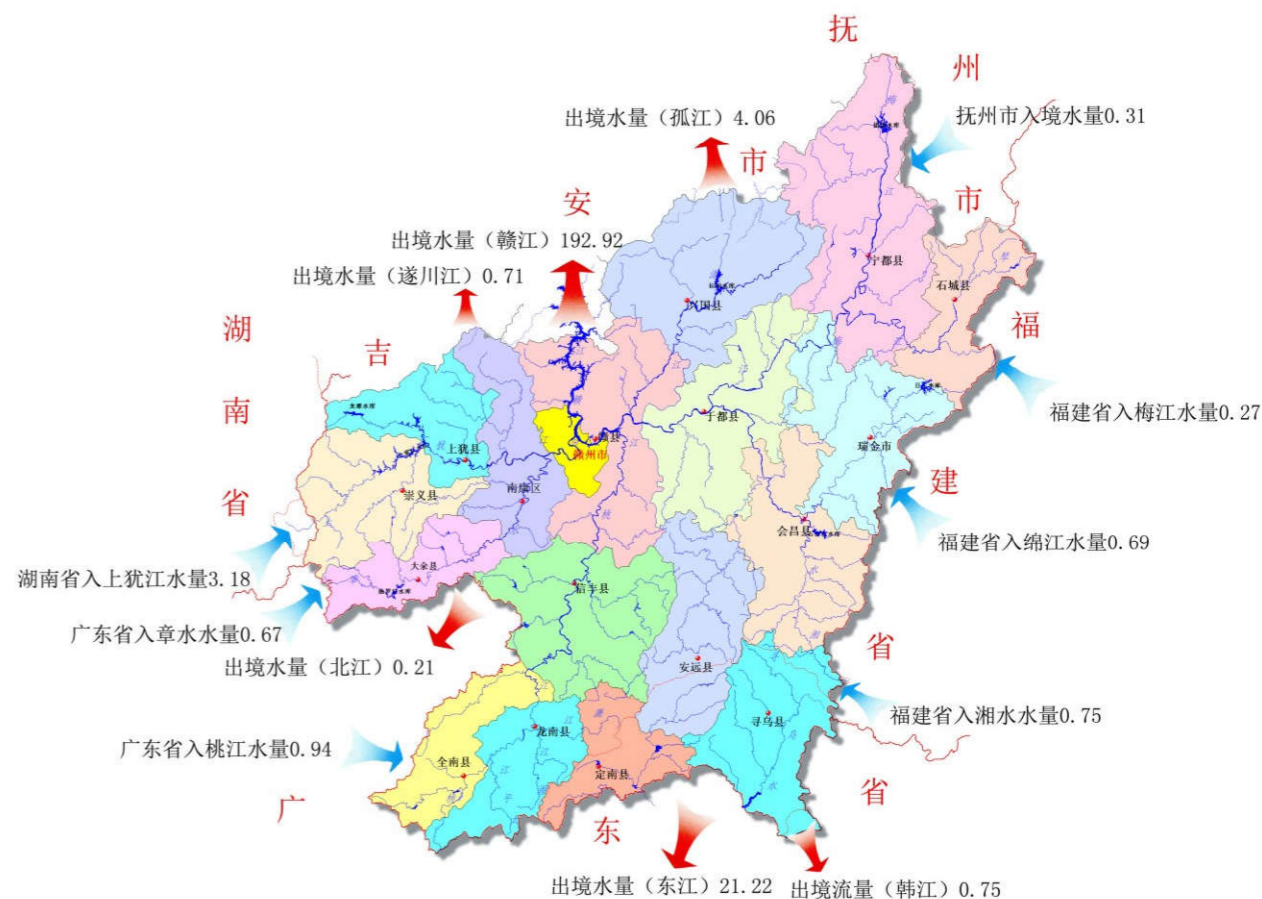 抚
州
市
抚州市入境水量0.31
出境水量（孤江）4.06
市
安
出境水量（赣江）192.92
出境水量（遂川江）0.71
吉
湖
南
省
宁都县
石城县
兴国县
福
福建省入梅江水量0.27
于都县
赣县
赣州市
瑞金市
上犹县
南康区
崇义县
建
福建省入绵江水量0.69
会昌县
湖南省入上犹江水量3.18
大余县
信丰县
广东省入章水水量0.67
出境水量（北江）0.21
安远县
省
福建省入湘水水量0.75
寻乌县
龙南县
广东省入桃江水量0.94
全南县
定南县
广
东
省
出境水量（东江）21.22
出境流量（韩江）0.75